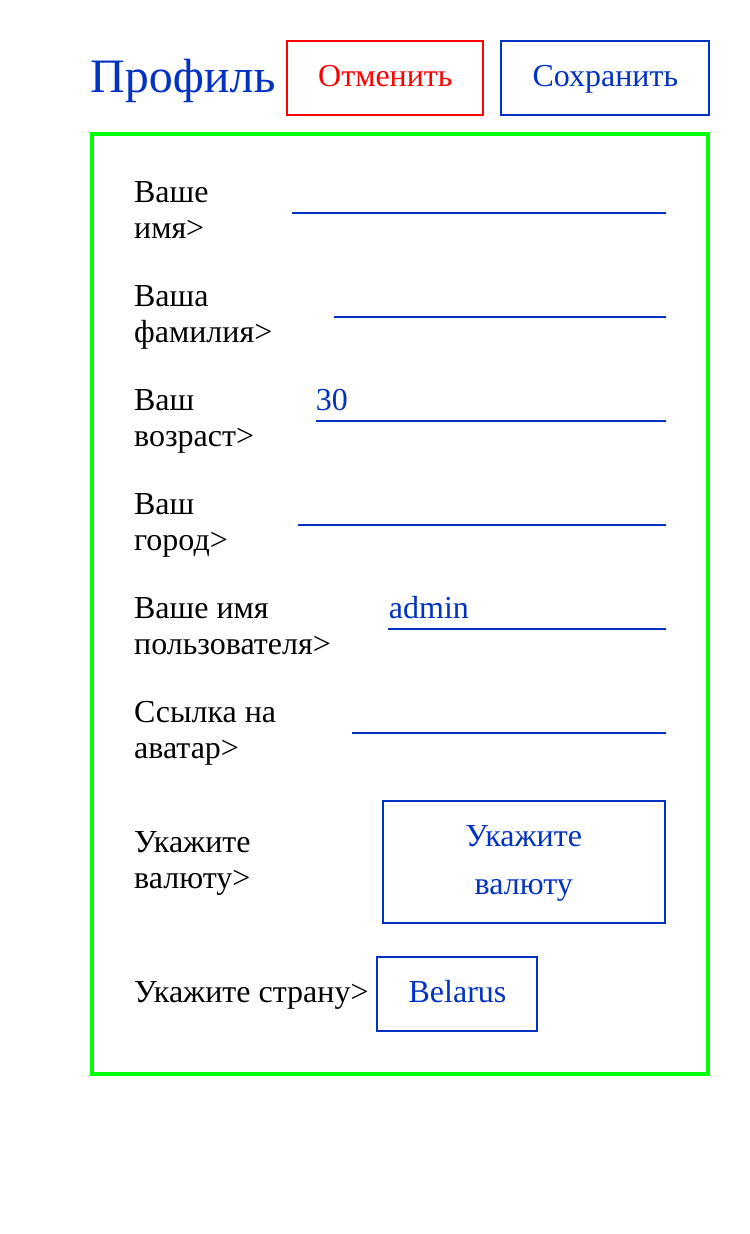 Профиль
Отменить
Сохранить
Ваше
имя>
Ваша
фамилия>
Ваш
возраст>
30
Ваш
город>
Ваше имя
пользователя>
admin
Ссылка на
аватар>
Укажите
валюту>
Укажите
валюту
Укажите страну>
Belarus